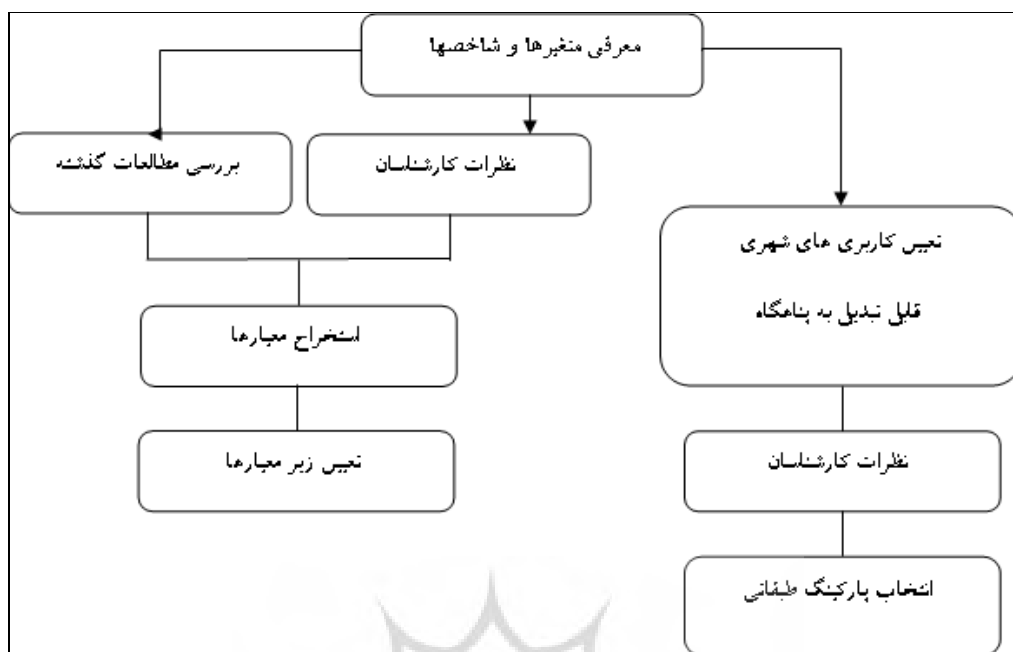 معرفی متغیرها و شاخصها
نظرات کارشناسان
بررسی مطالعات گذشته
تعیین کاربری های شهری
قابل تبدیل به پناهگاه
استخراج معیارها
تعیین زیر معیارها
نظرات کارشناسان
انتخاب پارکینگ طبقاتی